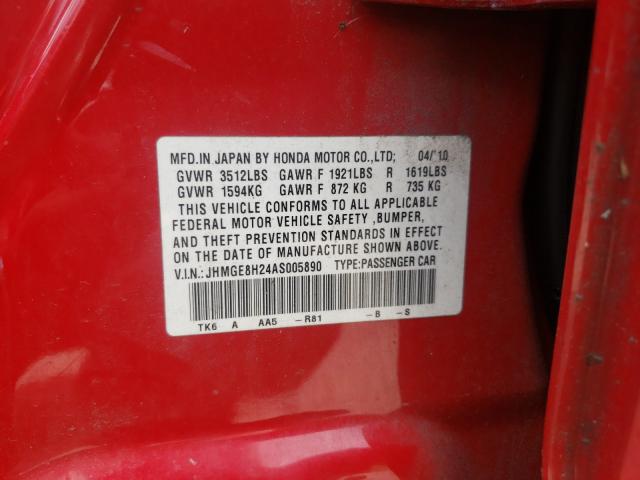 MFD.IN JAPAN BY HONDA MOTOR CO.,LTD; 04/'10
GVWR 3512LBS GAWR F 1921LBS R 1619LBS
GVWR 1594KG GAWR F 872 KG R 735 KG
THIS VEHICLE CONFORMS TO ALL APPLICABLE
FEDERAL MOTOR VEHICLE SAFETY ,BUMPER,
AND THEFT PREVENTION STANDARDS IN EFFECT
ON THE DATE OF MANUFACTURE SHOWN ABOVE.
V.I.N.:JHMGE8H24AS005890 TYPE:PASSENGER CAR
TK6 A AA5 -R81 -B -S